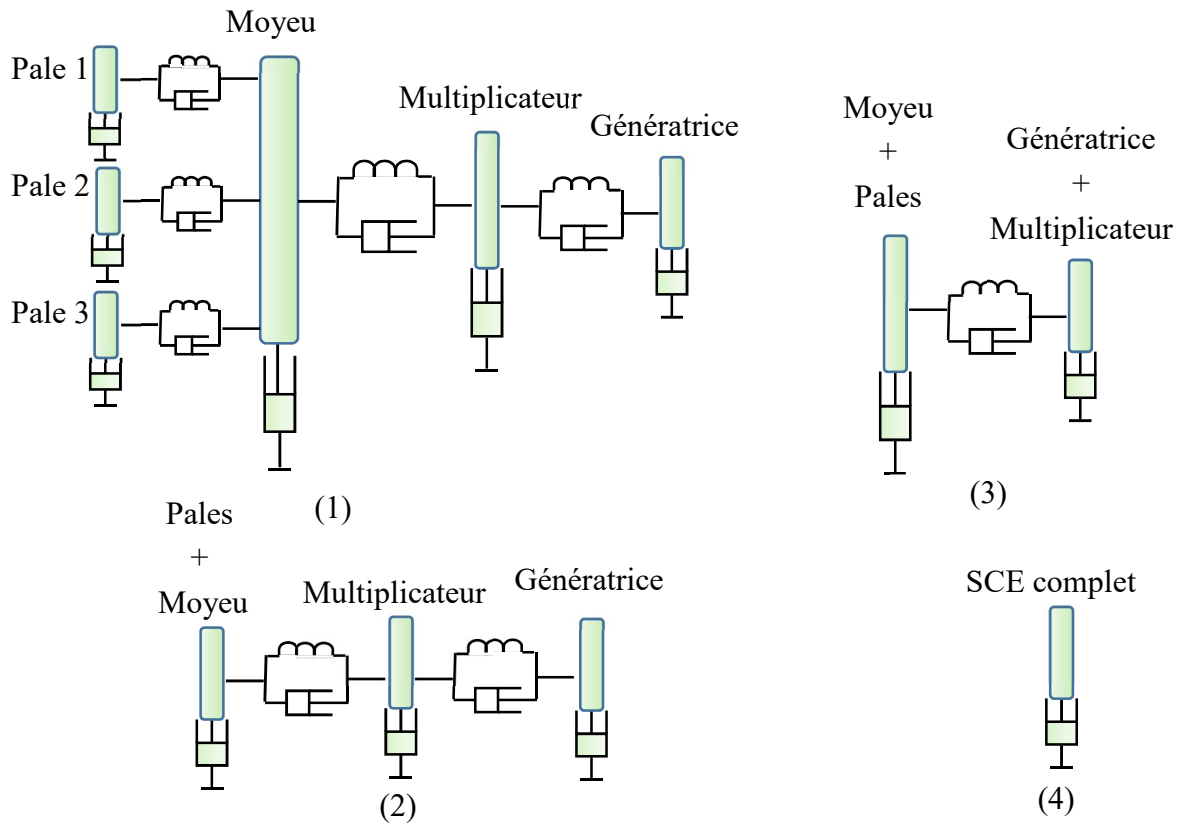 Moyeu
Pale 1
Multiplicateur
Génératrice
Pale 2
Pale 3
(1)
Pales
+
Moyeu
Multiplicateur
Génératrice
(2)
Moyeu
+
Pales
Génératrice
+
Multiplicateur
(3)
SCE complet
(4)